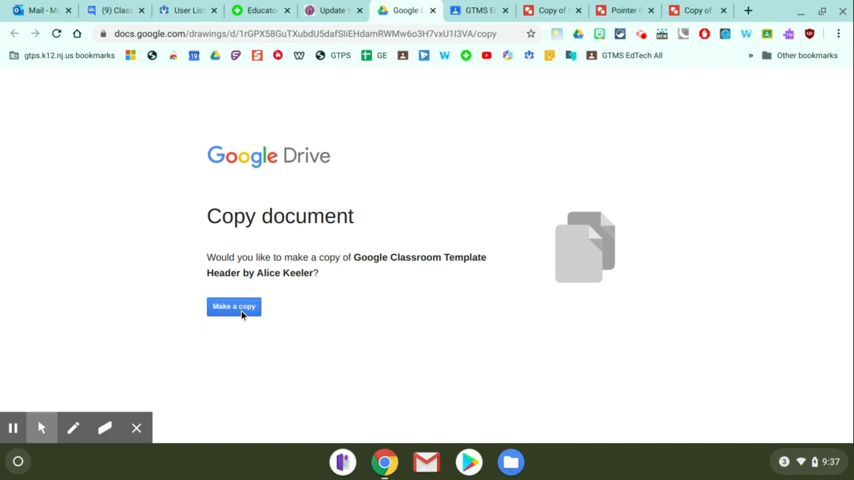 Mail - M
(9) Class
User List
Educator
Update
Google C
GTMS E
Copy of
Pointer C
Copy of
docs.google.com/drawings/d/1rGPX58GuTXubdU5dafSliEHdamRWMw6o3H7vxU1I3VA/copy
gtps.k12.nj.us bookmarks
GTPS
GE
GTMS EdTech All
» Other bookmarks
Google Drive
Copy document
Would you like to make a copy of Google Classroom Template
Header by Alice Keeler?
Make a copy
3 9:37